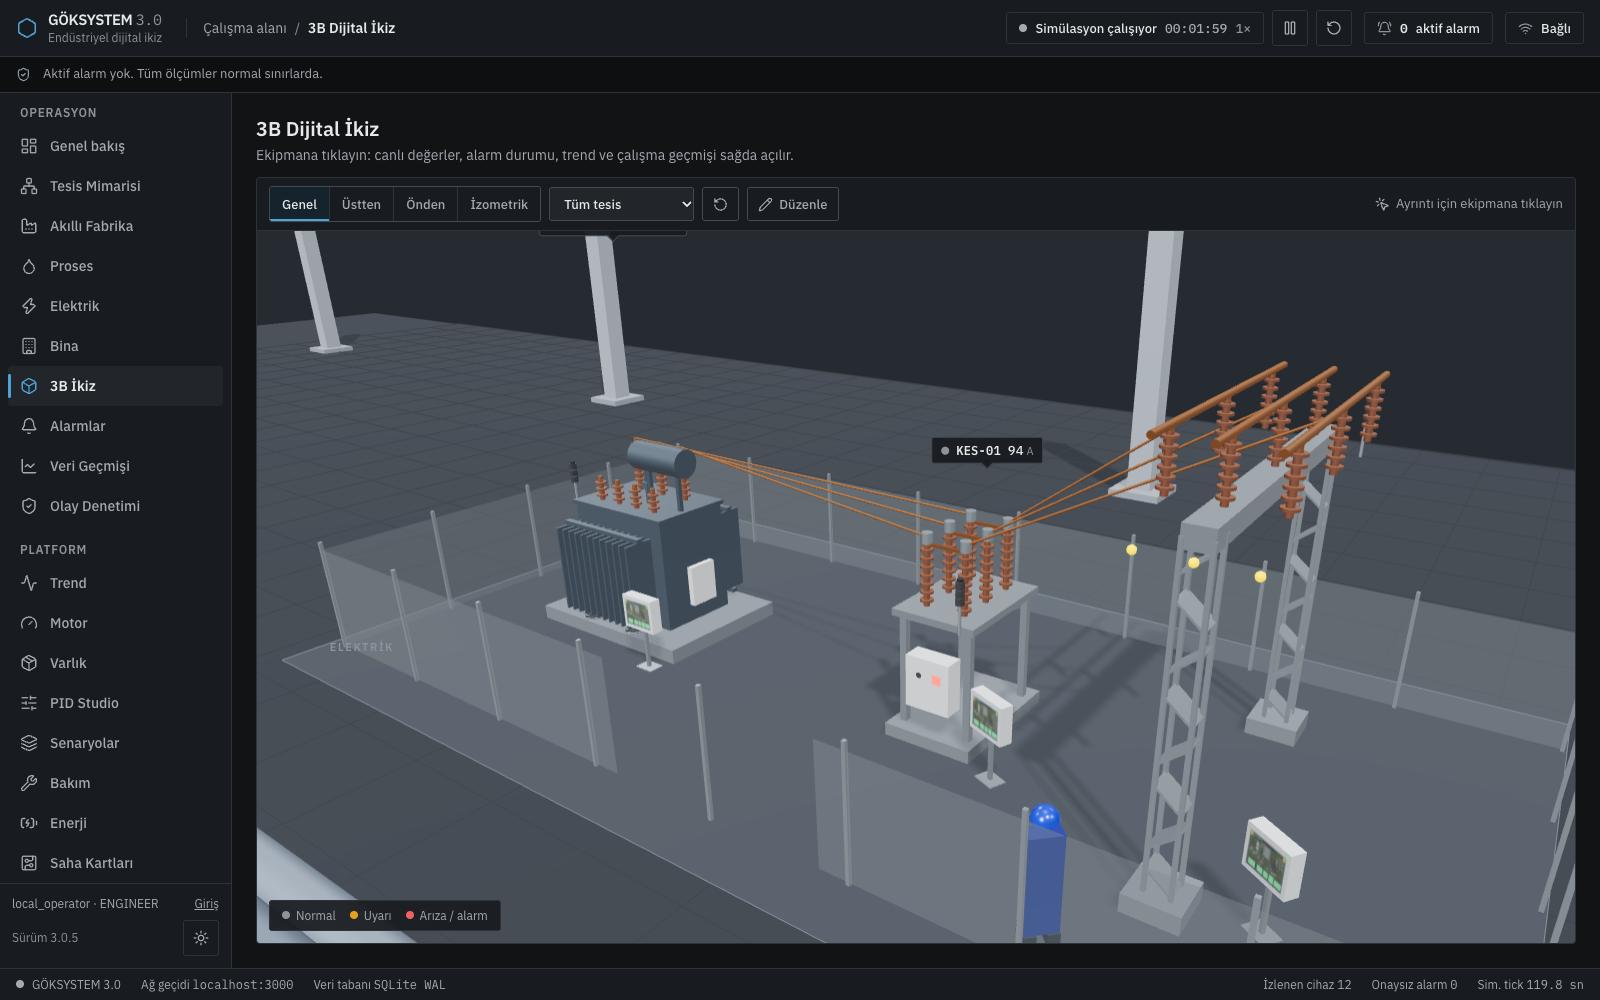 GÖKSYSTEM 3.0
Endüstriyel dijital ikiz
Çalışma alanı / 3B Dijital İkiz
Simülasyon çalışıyor 00:01:59 1×
0 aktif alarm
Bağlı
Aktif alarm yok. Tüm ölçümler normal sınırlarda.
OPERASYON
Genel bakış
Tesis Mimarisi
Akıllı Fabrika
Proses
Elektrik
Bina
3B İkiz
Alarmlar
Veri Geçmişi
Olay Denetimi
PLATFORM
Trend
Motor
Varlık
PID Studio
Senaryolar
Bakım
Enerji
Saha Kartları
local_operator · ENGINEER
Giriş
Sürüm 3.0.5
3B Dijital İkiz
Ekipmana tıklayın: canlı değerler, alarm durumu, trend ve çalışma geçmişi sağda açılır.
Genel
Üstten
Önden
İzometrik
Tüm tesis
Düzenle
Ayrıntı için ekipmana tıklayın
KES-01 94 A
ELEKTRİK
Normal
Uyarı
Arıza / alarm
GÖKSYSTEM 3.0
Ağ geçidi localhost:3000
Veri tabanı SQLite WAL
İzlenen cihaz 12
Onaysız alarm 0
Sim. tick 119.8 sn